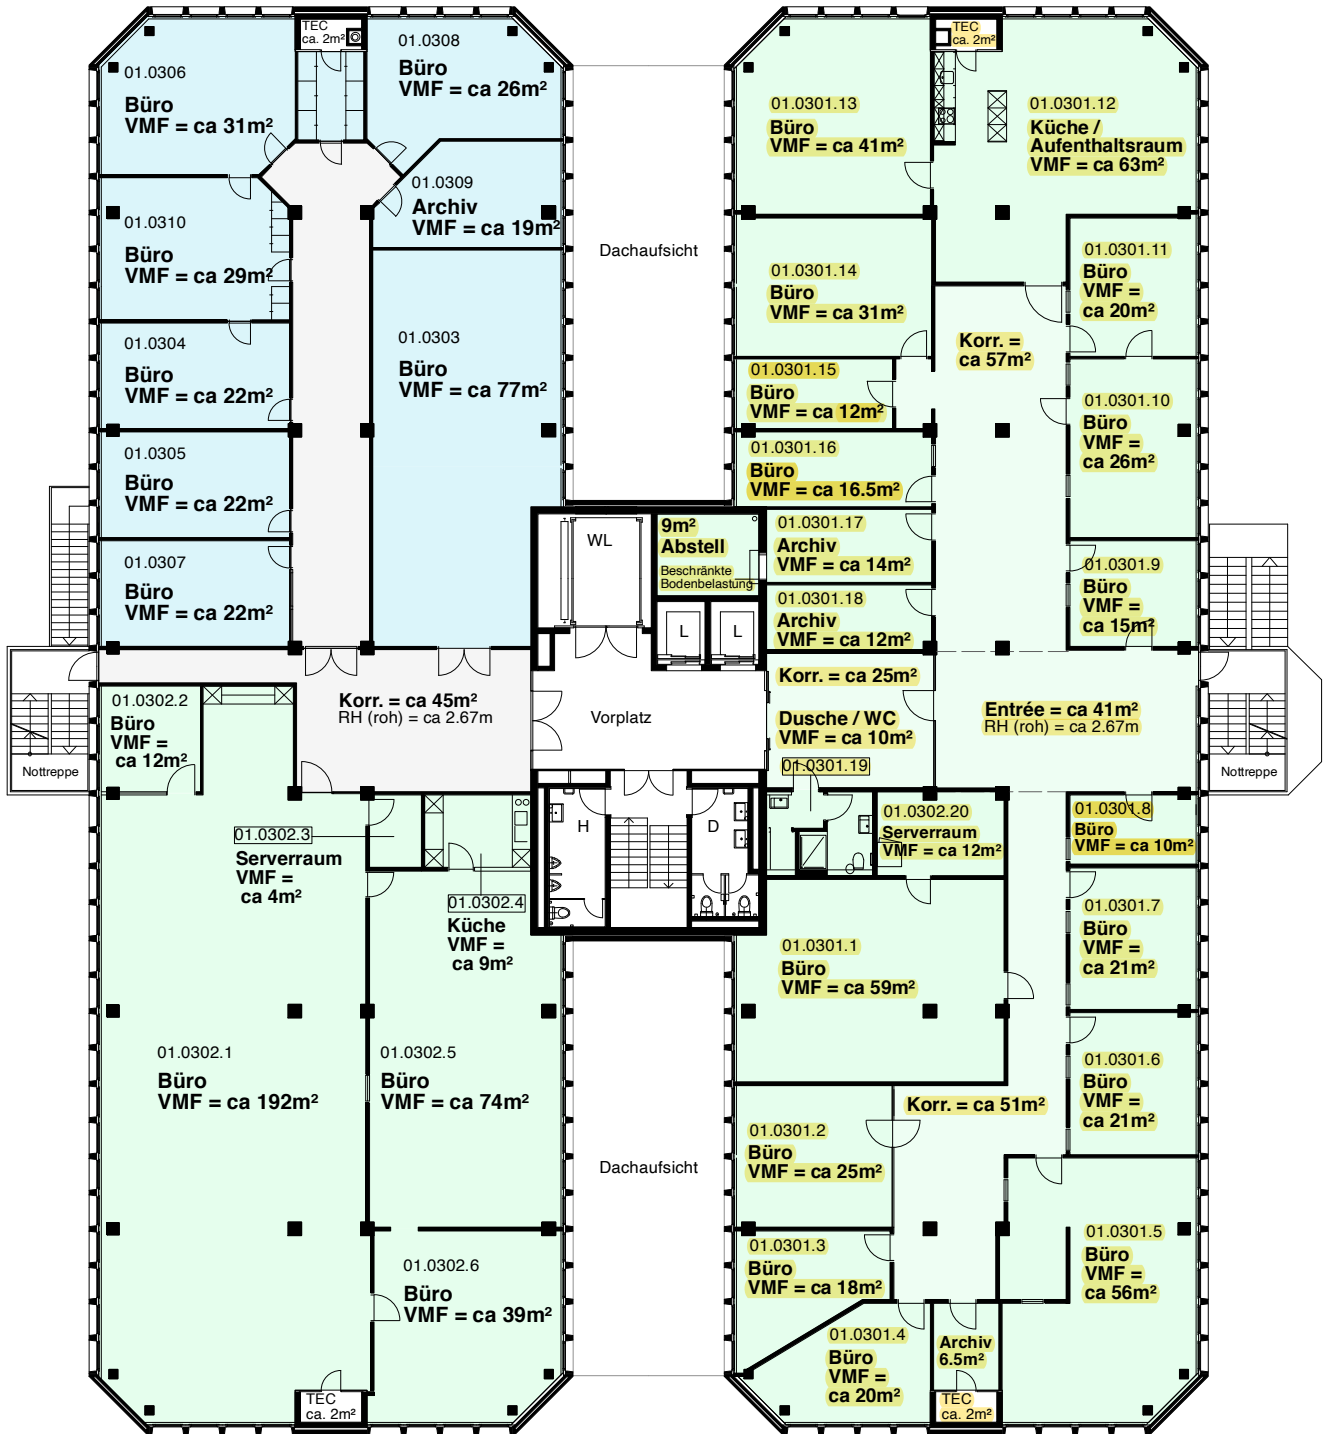 TEC
ca. 2m²
01.0306
Büro
VMF = ca 31m²
01.0308
Büro
VMF = ca 26m²
01.0309
Archiv
VMF = ca 19m²
01.0310
Büro
VMF = ca 29m²
01.0304
Büro
VMF = ca 22m²
01.0303
Büro
VMF = ca 77m²
01.0305
Büro
VMF = ca 22m²
01.0307
Büro
VMF = ca 22m²
Korr. = ca 45m²
RH (roh) = ca 2.67m
01.0302.2
Büro
VMF =
ca 12m²
Nottreppe
01.0302.3
Serverraum
VMF =
ca 4m²
01.0302.4
Küche
VMF =
ca 9m²
01.0302.1
Büro
VMF = ca 192m²
01.0302.5
Büro
VMF = ca 74m²
01.0302.6
Büro
VMF = ca 39m²
TEC
ca. 2m²
Dachaufsicht
WL
9m²
Abstell
Beschränkte
Bodenbelastung
L
L
Vorplatz
H
D
Dachaufsicht
TEC
ca. 2m²
01.0301.13
Büro
VMF = ca 41m²
01.0301.12
Küche /
Aufenthaltsraum
VMF = ca 63m²
01.0301.14
Büro
VMF = ca 31m²
01.0301.11
Büro
VMF =
ca 20m²
Korr. =
ca 57m²
01.0301.15
Büro
VMF = ca 12m²
01.0301.10
Büro
VMF =
ca 26m²
01.0301.16
Büro
VMF = ca 16.5m²
01.0301.17
Archiv
VMF = ca 14m²
01.0301.9
Büro
VMF =
ca 15m²
01.0301.18
Archiv
VMF = ca 12m²
Korr. = ca 25m²
Dusche / WC
VMF = ca 10m²
01.0301.19
Entrée = ca 41m²
RH (roh) = ca 2.67m
Nottreppe
01.0302.20
Serverraum
VMF = ca 12m²
01.0301.8
Büro
VMF = ca 10m²
01.0301.7
Büro
VMF =
ca 21m²
01.0301.1
Büro
VMF = ca 59m²
01.0301.6
Büro
VMF =
ca 21m²
Korr. = ca 51m²
01.0301.2
Büro
VMF = ca 25m²
01.0301.3
Büro
VMF = ca 18m²
01.0301.5
Büro
VMF =
ca 56m²
01.0301.4
Büro
VMF =
ca 20m²
Archiv
6.5m²
TEC
ca. 2m²